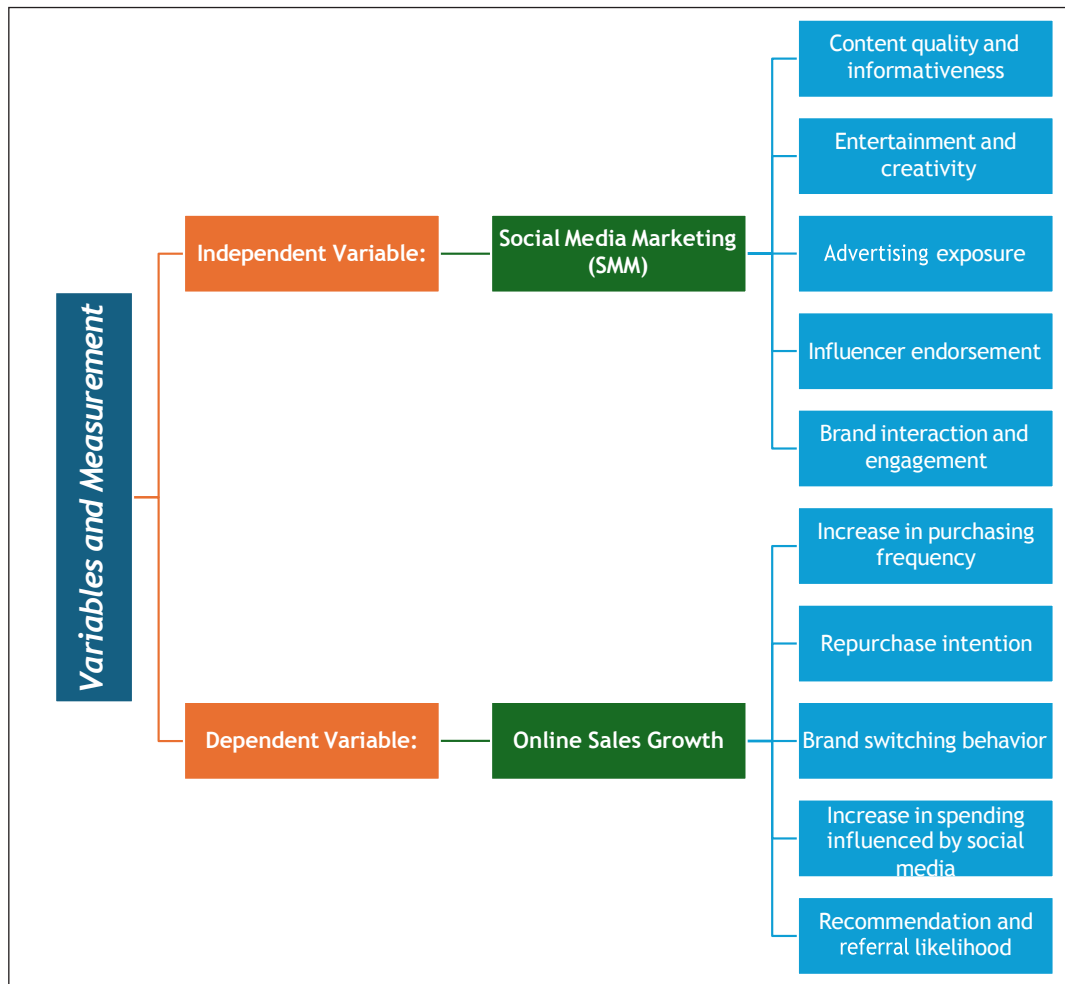 Variables and Measurement
Independent Variable:
Social Media Marketing
(SMM)
Content quality and
informativeness
Entertainment and
creativity
Advertising exposure
Influencer endorsement
Brand interaction and
engagement
Dependent Variable:
Online Sales Growth
Increase in purchasing
frequency
Repurchase intention
Brand switching behavior
Increase in spending
influenced by social
media
Recommendation and
referral likelihood